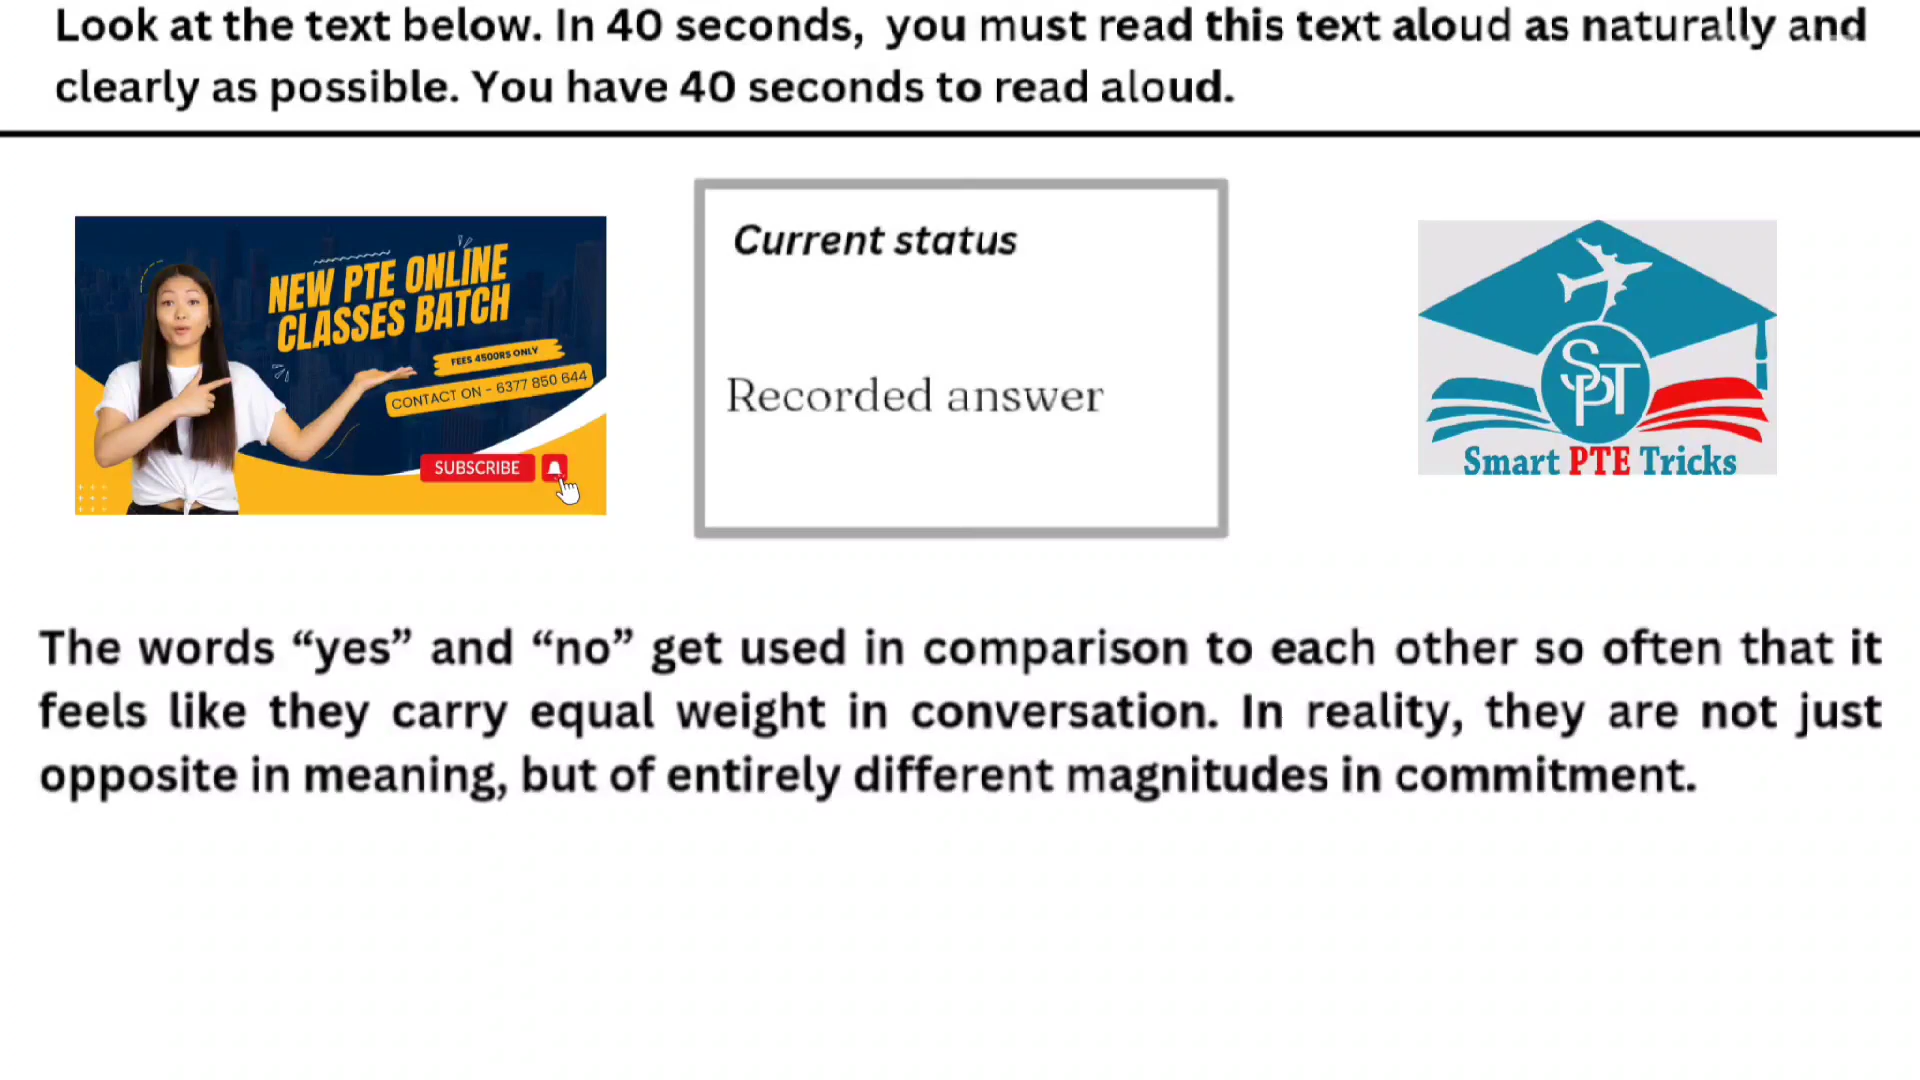 Look at the text below. In 40 seconds, you must read this text aloud as naturally and
clearly as possible. You have 40 seconds to read aloud.
NEW PTE ONLINE
CLASSES BATCH
FEES 4500RS ONLY
CONTACT ON - 6377 850 644
SUBSCRIBE
Current status
Recorded answer
SPT
Smart PTE Tricks
The words “yes” and “no” get used in comparison to each other so often that it
feels like they carry equal weight in conversation. In reality, they are not just
opposite in meaning, but of entirely different magnitudes in commitment.